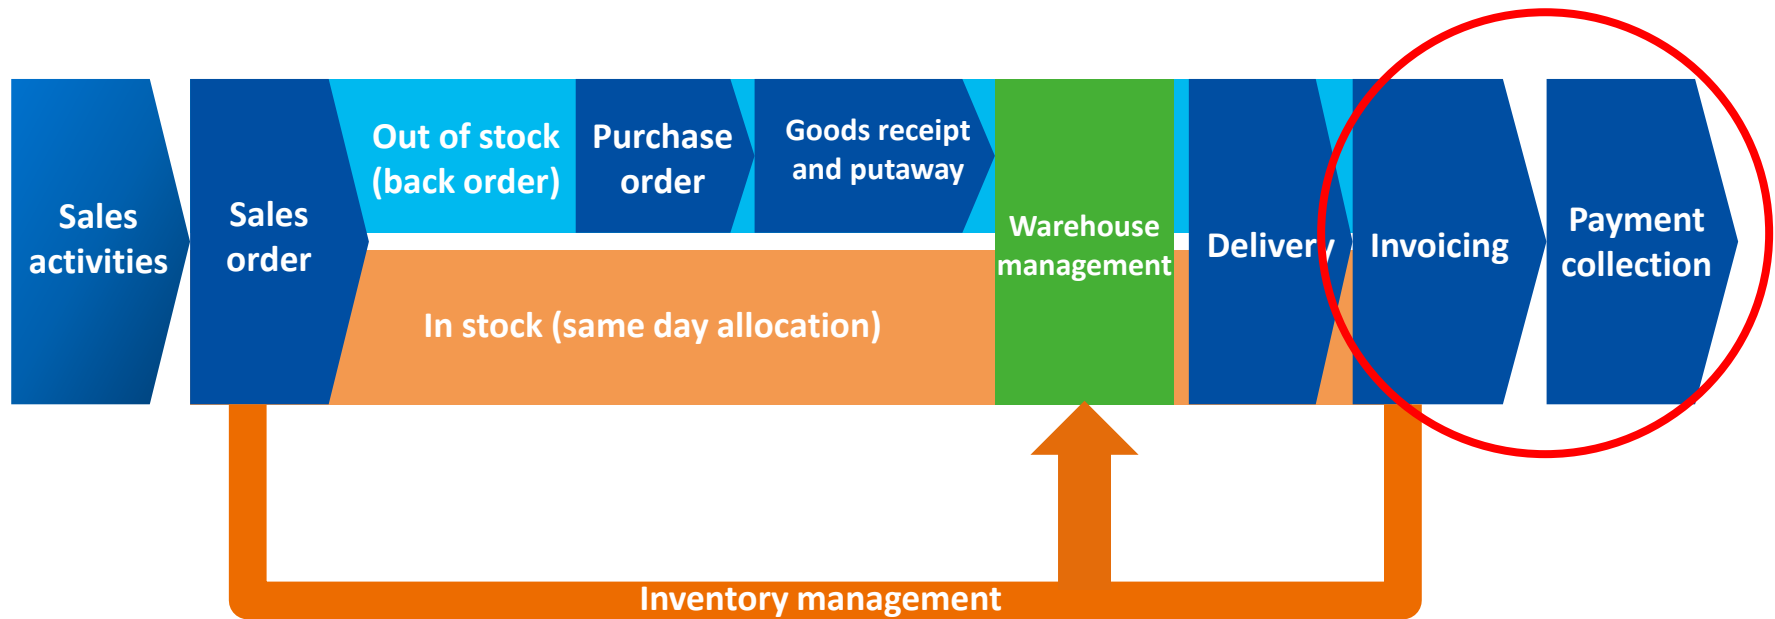 Sales
activities
Sales
order
Out of stock
(back order)
Purchase
order
Goods receipt
and putaway
In stock (same day allocation)
Warehouse
management
Delivery
Invoicing
Payment
collection
Inventory management